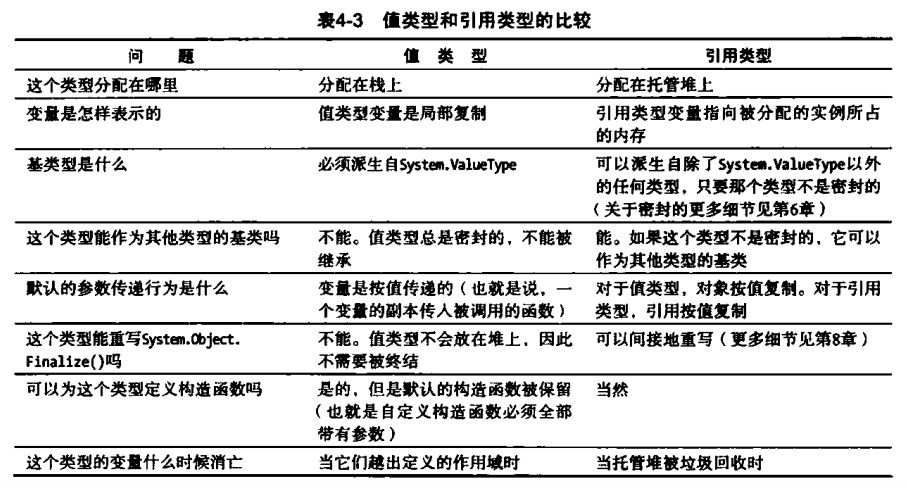 表4-3 值类型和引用类型的比较
问 题 值 类 型 引用类型
这个类型分配在哪里 分配在栈上 分配在托管堆上
变量是怎样表示的 值类型变量是局部复制 引用类型变量指向被分配的实例所占
的内存
基类型是什么 必须派生自System.ValueType 可以派生自除了System.ValueType以外
的任何类型，只要那个类型不是密封的
（关于密封的更多细节见第6章）
这个类型能作为其他类型的基类吗 不能。值类型总是密封的，不能被 能。如果这个类型不是密封的，它可以
继承 作为其他类型的基类
默认的参数传递行为是什么 变量是按值传递的（也就是说，一 对于值类型，对象按值复制。对于引用
个变量的副本传入被调用的函数） 类型，引用按值复制
这个类型能重写System.Object. 不能。值类型不会放在堆上，因此 可以间接地重写（更多细节见第8章）
Finalize()吗 不需要被终结
可以为这个类型定义构造函数吗 是的，但是默认的构造函数被保留 当然
（也就是自定义构造函数必须全部
带有参数）
这个类型的变量什么时候消亡 当它们越出定义的作用域时 当托管堆被垃圾回收时